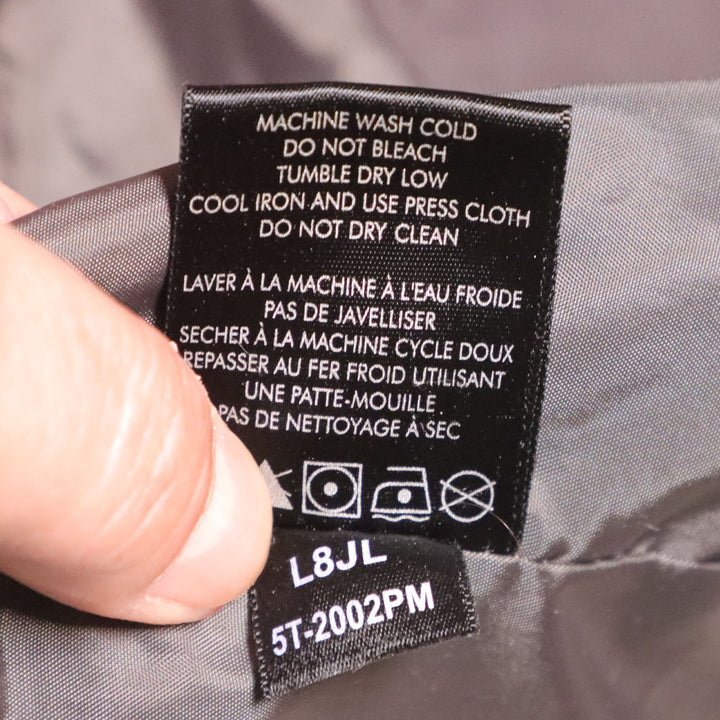 MACHINE WASH COLD
DO NOT BLEACH
TUMBLE DRY LOW
COOL IRON AND USE PRESS CLOTH
DO NOT DRY CLEAN
LAVER À LA MACHINE À L'EAU FROIDE
PAS DE JAVELLISER
SECHER À LA MACHINE CYCLE DOUX
REPASSER AU FER FROID UTILISANT
UNE PATTE-MOUILLE
PAS DE NETTOYAGE À SEC
L8JL
5T-2002PM